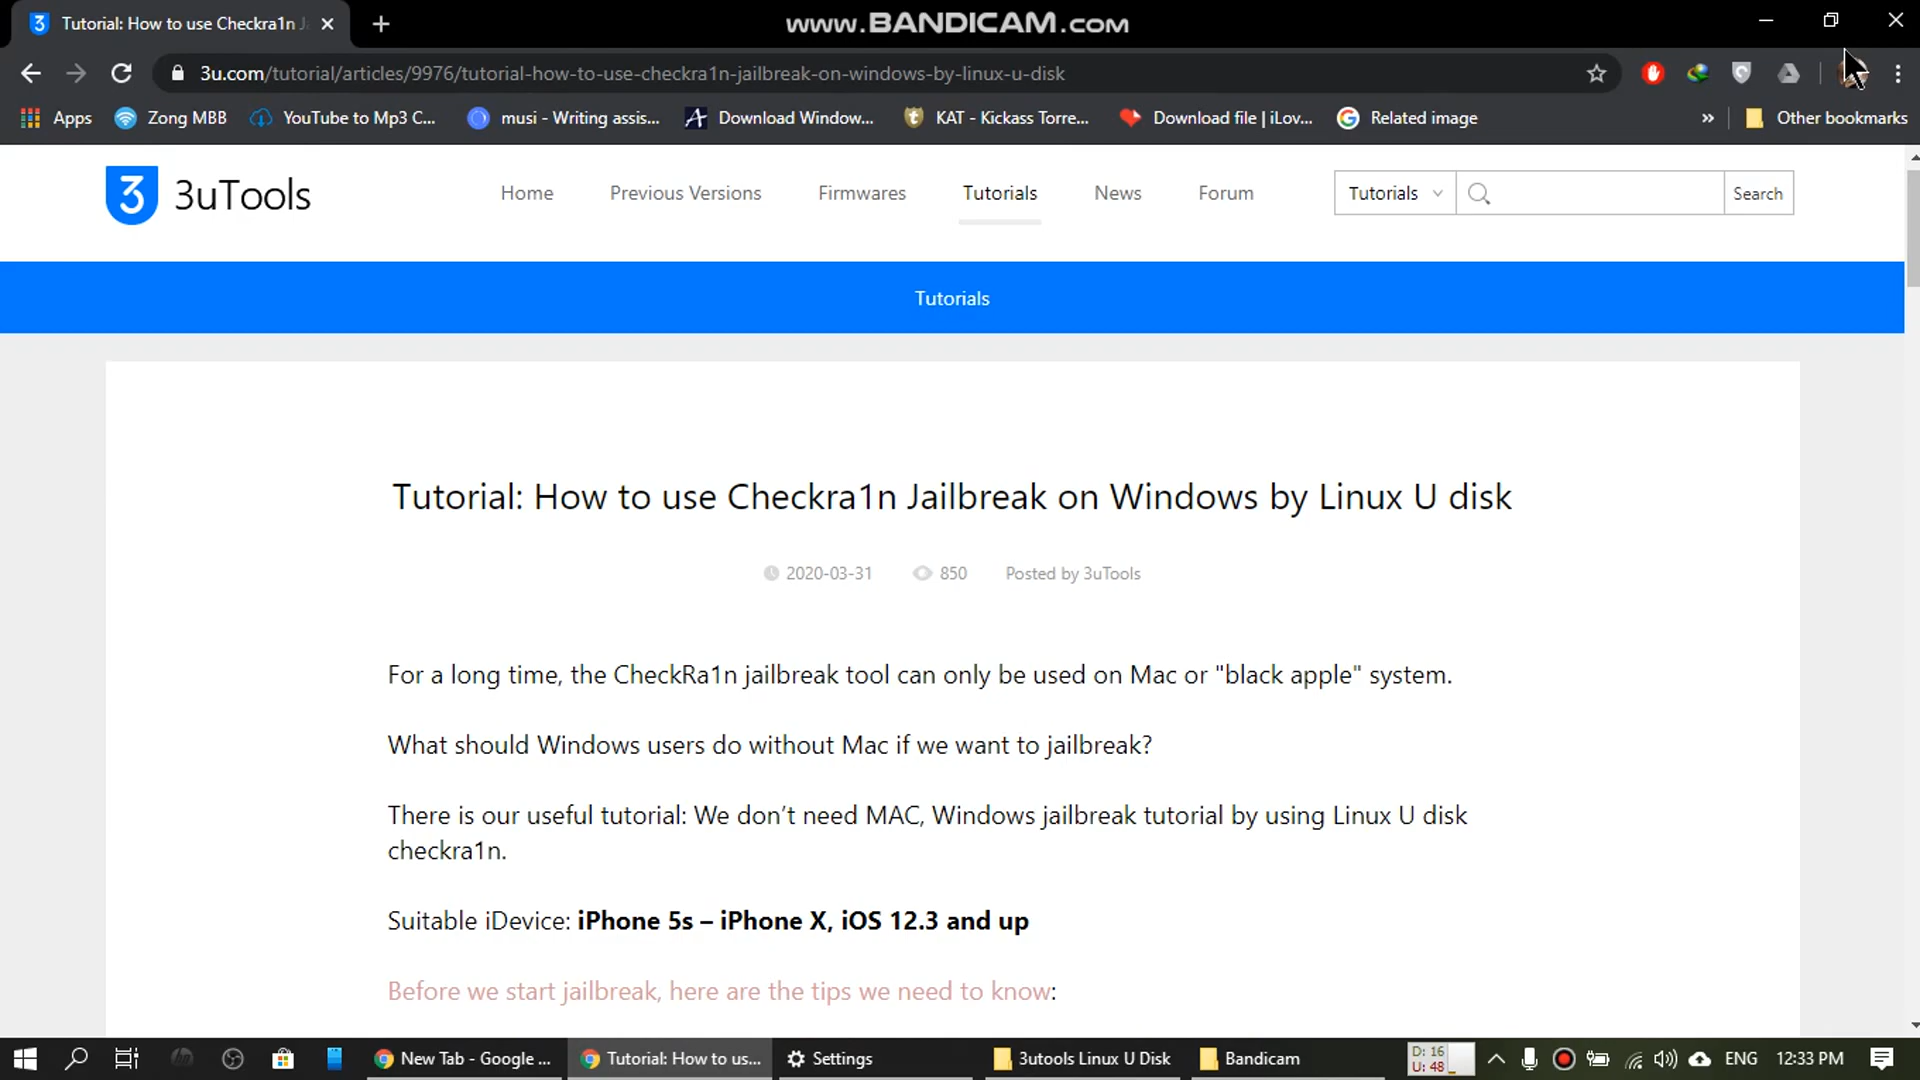 Tutorial: How to use Checkra1n J
www.BANDICAM.com
3u.com/tutorial/articles/9976/tutorial-how-to-use-checkra1n-jailbreak-on-windows-by-linux-u-disk
Apps
Zong MBB
YouTube to Mp3 C...
musi - Writing assis...
Download Window...
KAT - Kickass Torre...
Download file | iLov...
Related image
»
Other bookmarks
3 3uTools
Home
Previous Versions
Firmwares
Tutorials
News
Forum
Tutorials
Search
Tutorials
Tutorial: How to use Checkra1n Jailbreak on Windows by Linux U disk
2020-03-31 850 Posted by 3uTools
For a long time, the CheckRa1n jailbreak tool can only be used on Mac or "black apple" system.
What should Windows users do without Mac if we want to jailbreak?
There is our useful tutorial: We don’t need MAC, Windows jailbreak tutorial by using Linux U disk
checkra1n.
Suitable iDevice: iPhone 5s – iPhone X, iOS 12.3 and up
Before we start jailbreak, here are the tips we need to know:
New Tab - Google ...
Tutorial: How to us...
Settings
3utools Linux U Disk
Bandicam
D: 16
U: 48
ENG
12:33 PM